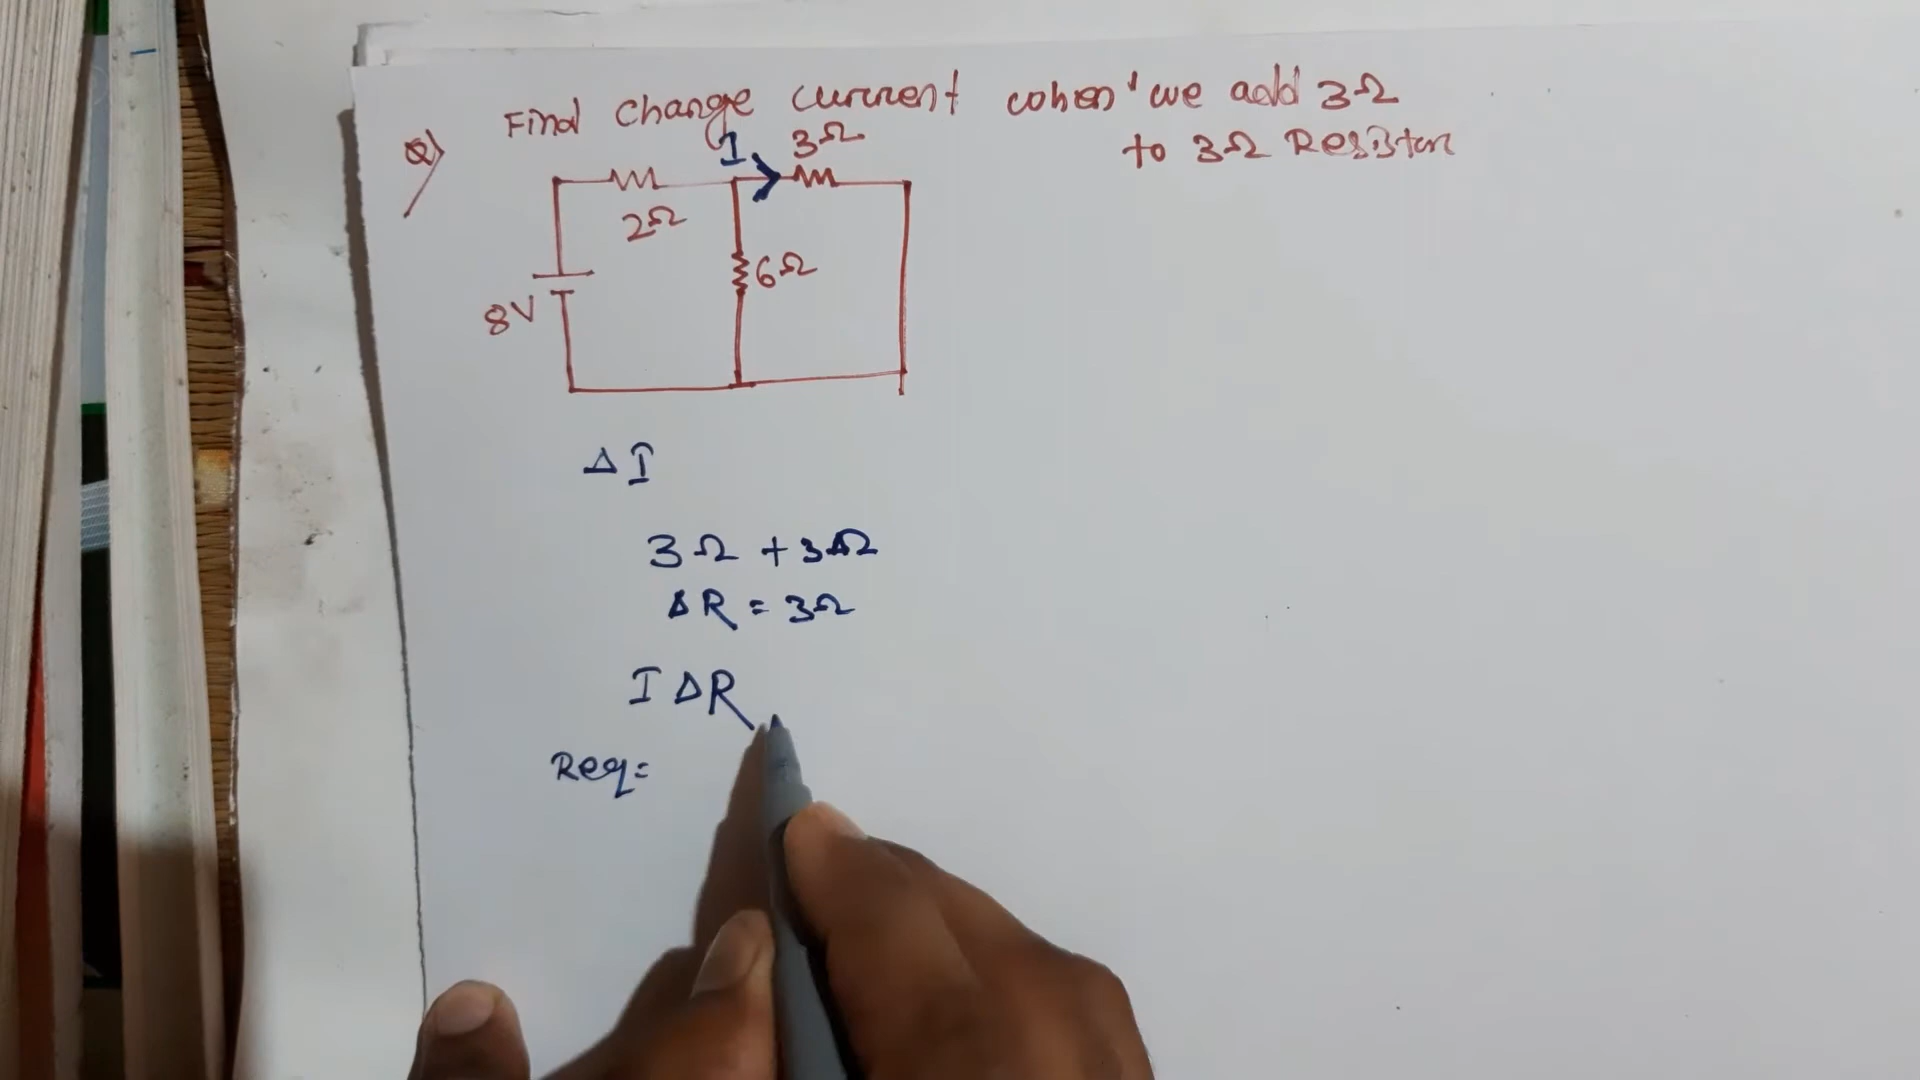 Q) Find change current when we add 3Ω
to 3Ω Resistor
I
3Ω
2Ω
6Ω
8V
Δ I
3Ω + 3Ω
ΔR = 3Ω
I ΔR
Req=